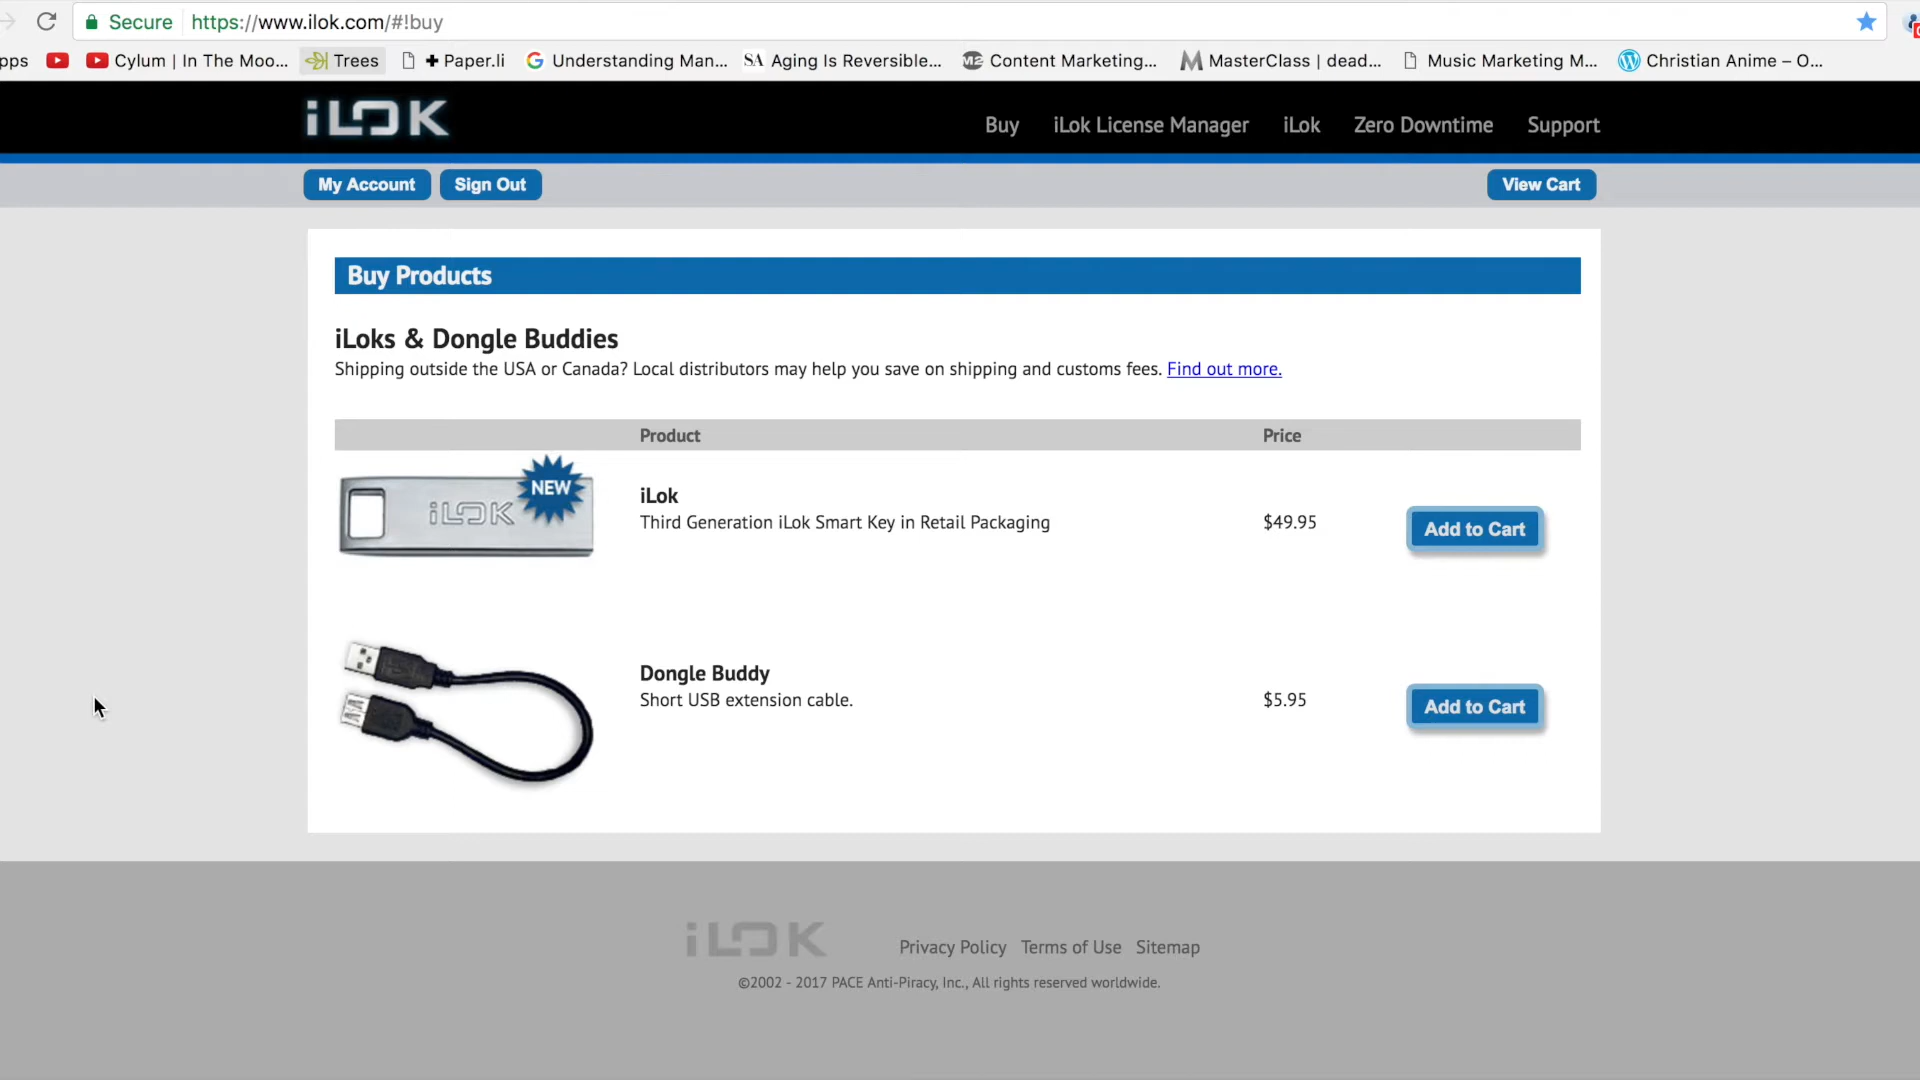 Secure https://www.ilok.com/#!buy
pps Cylum | In The Moo... Trees + Paper.li Understanding Man... SA Aging Is Reversible... M2 Content Marketing... MasterClass | dead... Music Marketing M... Christian Anime – O...
iLOK Buy iLok License Manager iLok Zero Downtime Support
My Account Sign Out View Cart
Buy Products
iLoks & Dongle Buddies
Shipping outside the USA or Canada? Local distributors may help you save on shipping and customs fees. Find out more.
Product Price
NEW
iLOK
iLok
Third Generation iLok Smart Key in Retail Packaging $49.95 Add to Cart
Dongle Buddy
Short USB extension cable. $5.95 Add to Cart
iLOK Privacy Policy Terms of Use Sitemap
©2002 - 2017 PACE Anti-Piracy, Inc., All rights reserved worldwide.